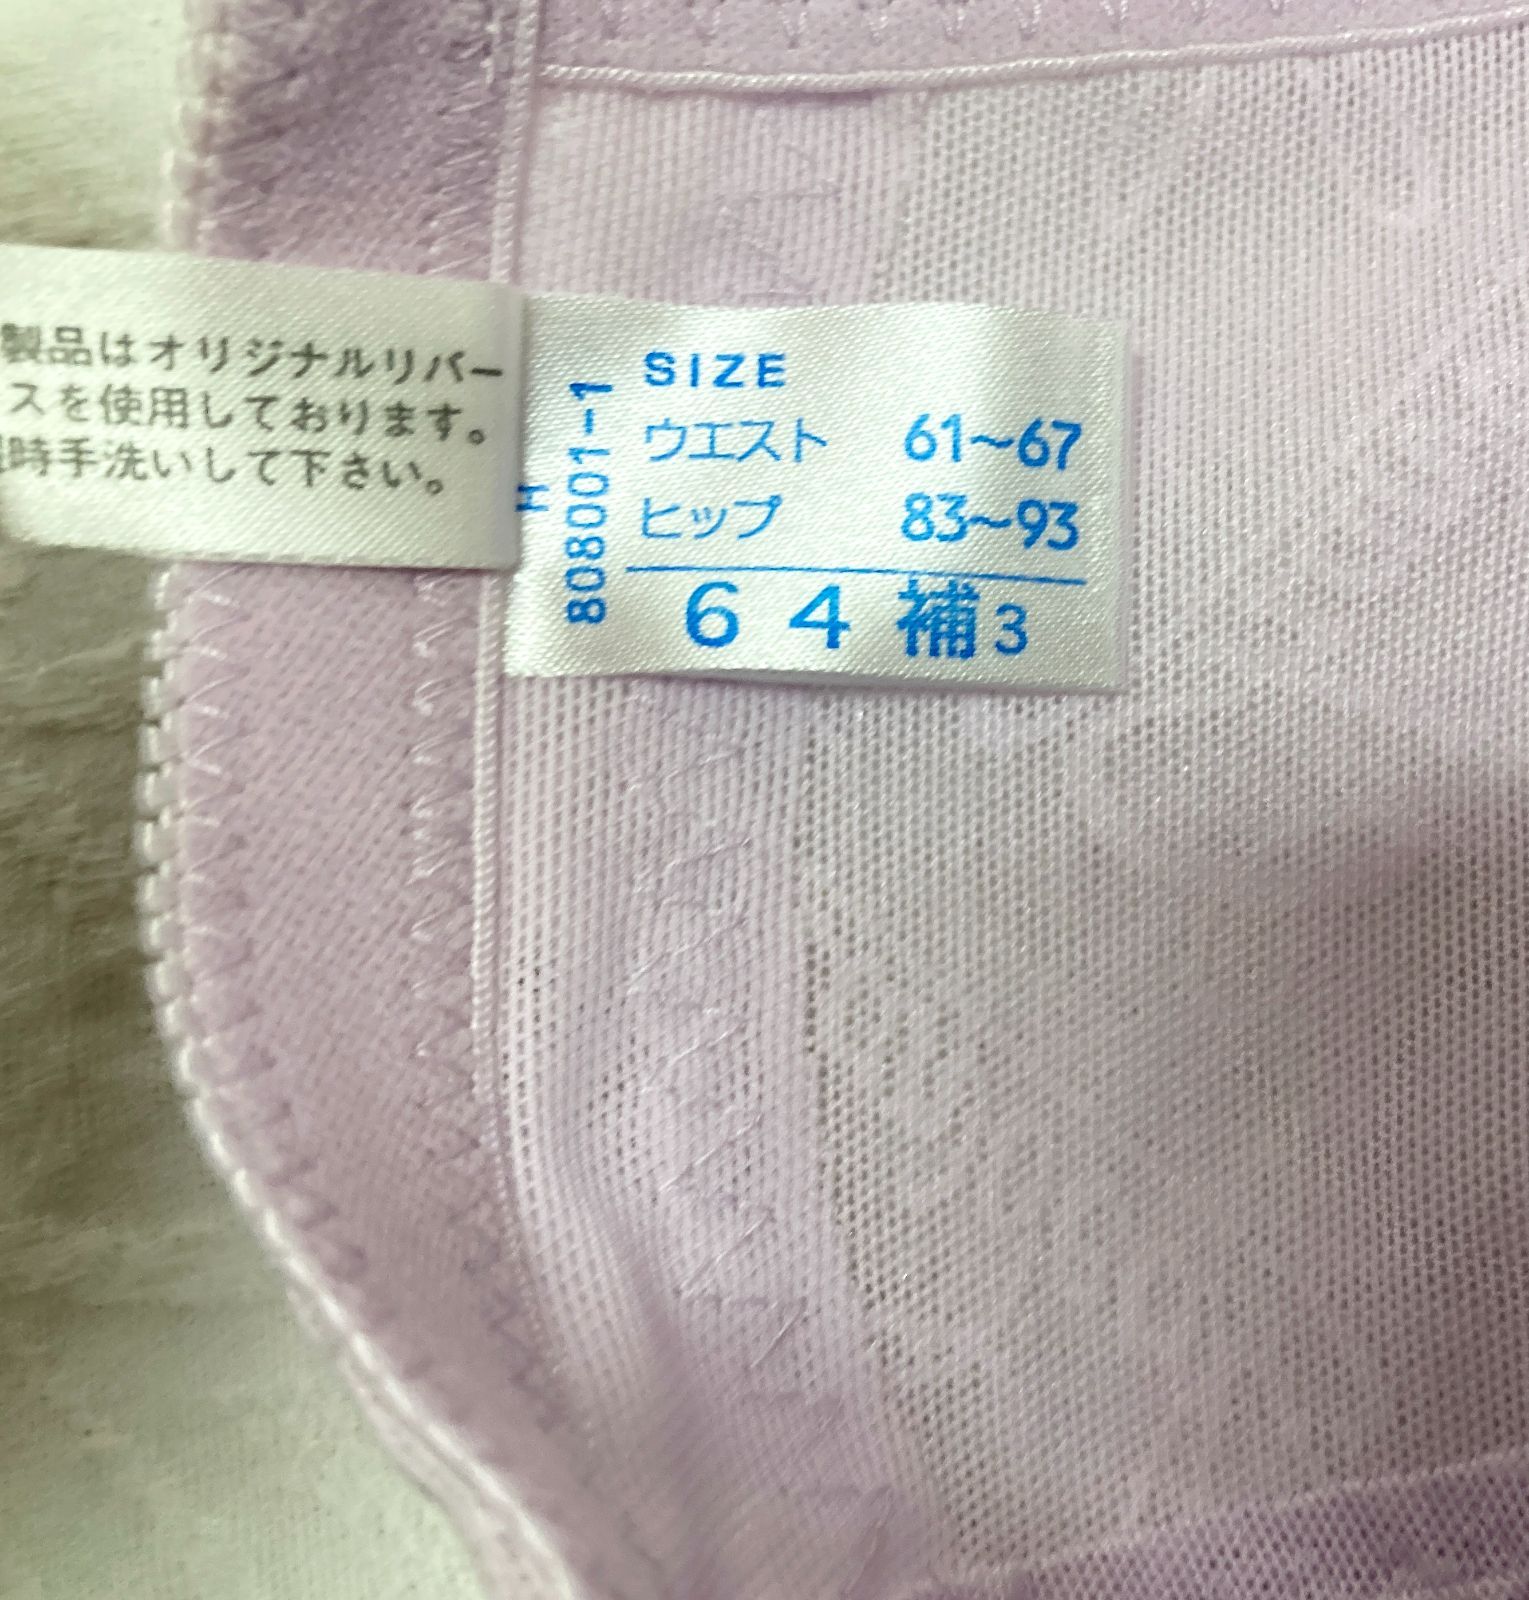 製品はオリジナルリバー
スを使用しております。
時手洗いして下さい。
H
808001-1
SIZE
ウエスト 61~67
ヒップ 83~93
64 補3